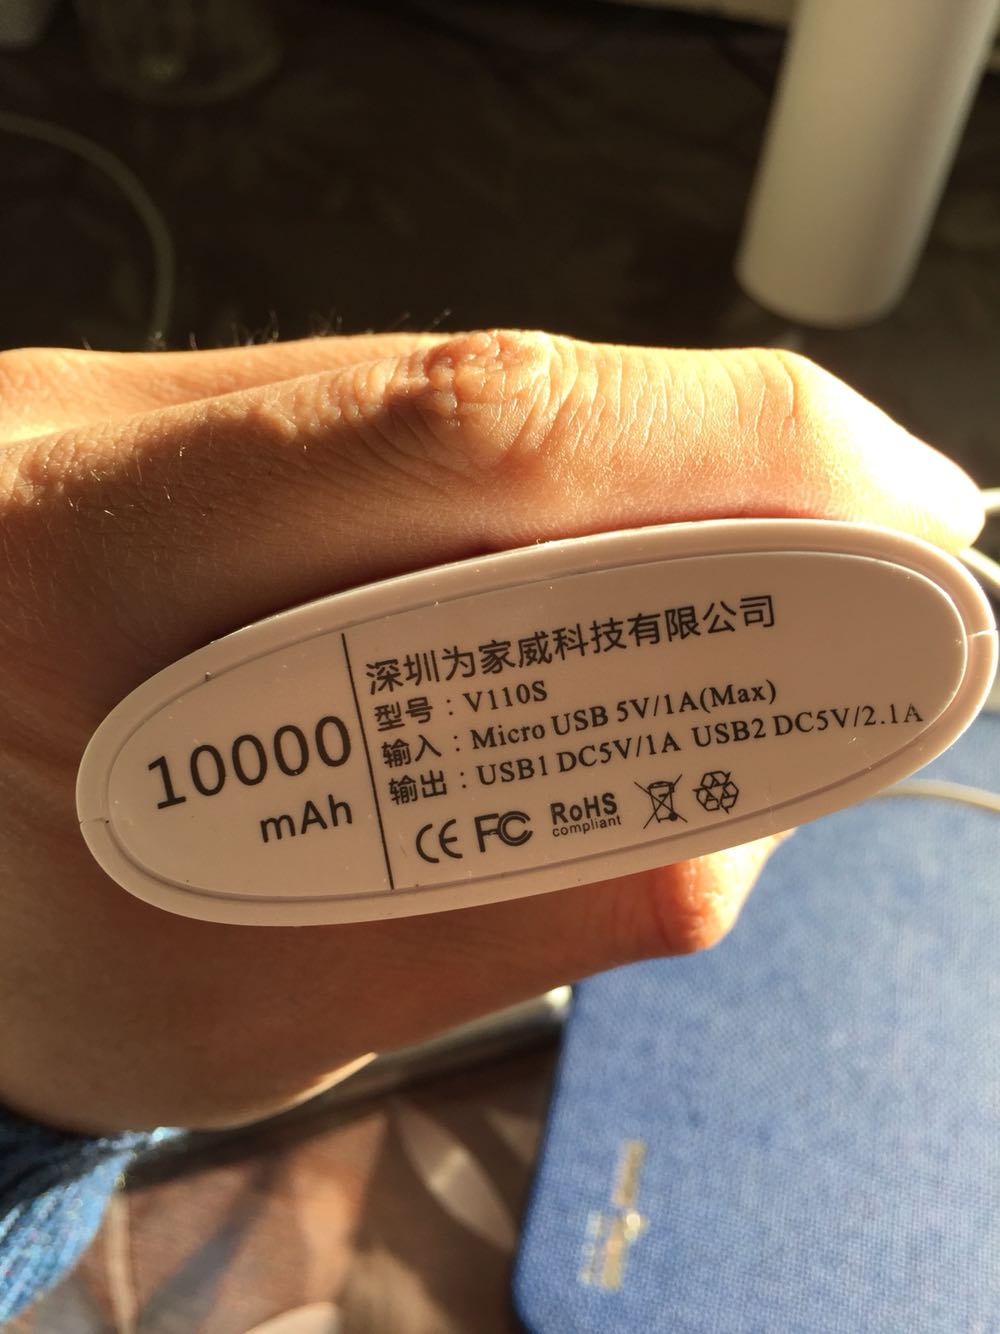 10000
mAh
深圳为家威科技有限公司
型号：V110S
输入：Micro USB 5V/1A(Max)
输出：USB1 DC5V/1A USB2 DC5V/2.1A
CE FC RoHS
compliant